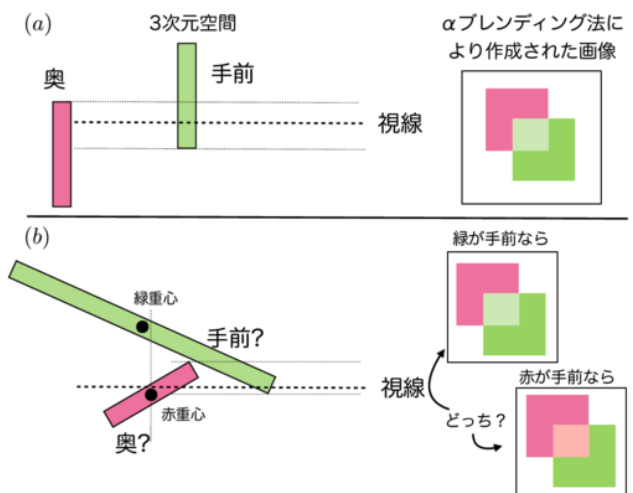 (a)
3次元空間
αブレンディング法に
より作成された画像
手前
奥
視線
(b)
緑が手前なら
緑重心
手前?
視線
赤が手前なら
どっち?
赤重心
奥?